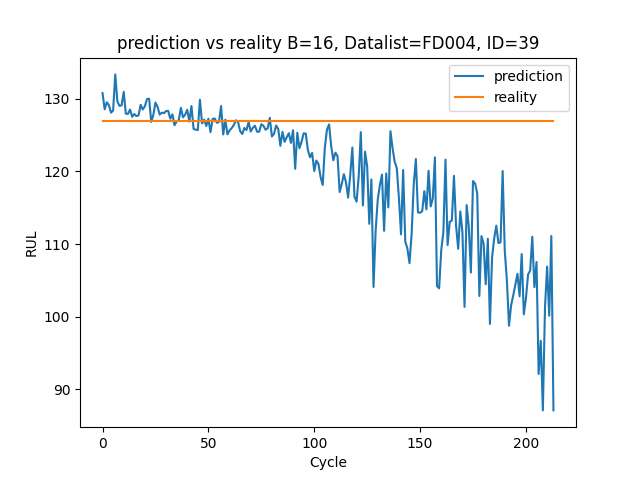 prediction vs reality B=16, Datalist=FD004, ID=39
prediction
reality
RUL
130
120
110
100
90
0 50 100 150 200
Cycle